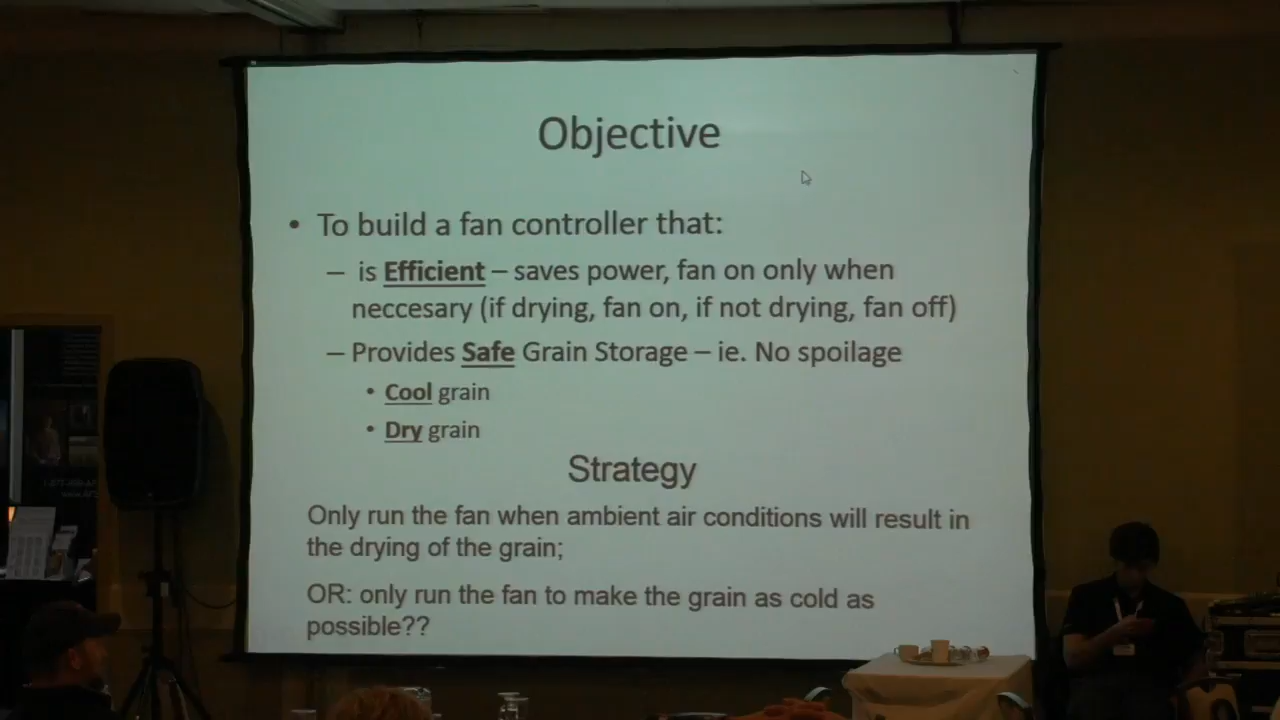 Objective
• To build a fan controller that:
– is Efficient – saves power, fan on only when
neccesary (if drying, fan on, if not drying, fan off)
– Provides Safe Grain Storage – ie. No spoilage
• Cool grain
• Dry grain
Strategy
Only run the fan when ambient air conditions will result in
the drying of the grain;
OR: only run the fan to make the grain as cold as
possible??